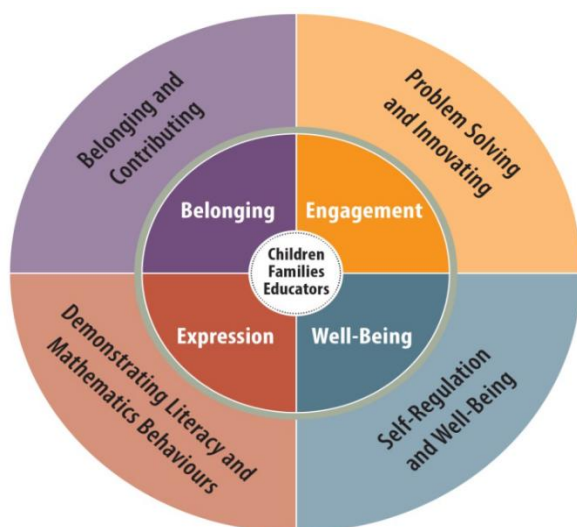 Belonging and
Contributing
Problem Solving
and Innovating
Belonging
Engagement
Children
Families
Educators
Expression
Well-Being
Demonstrating Literacy and
Mathematics Behaviours
Self-Regulation
and Well-Being